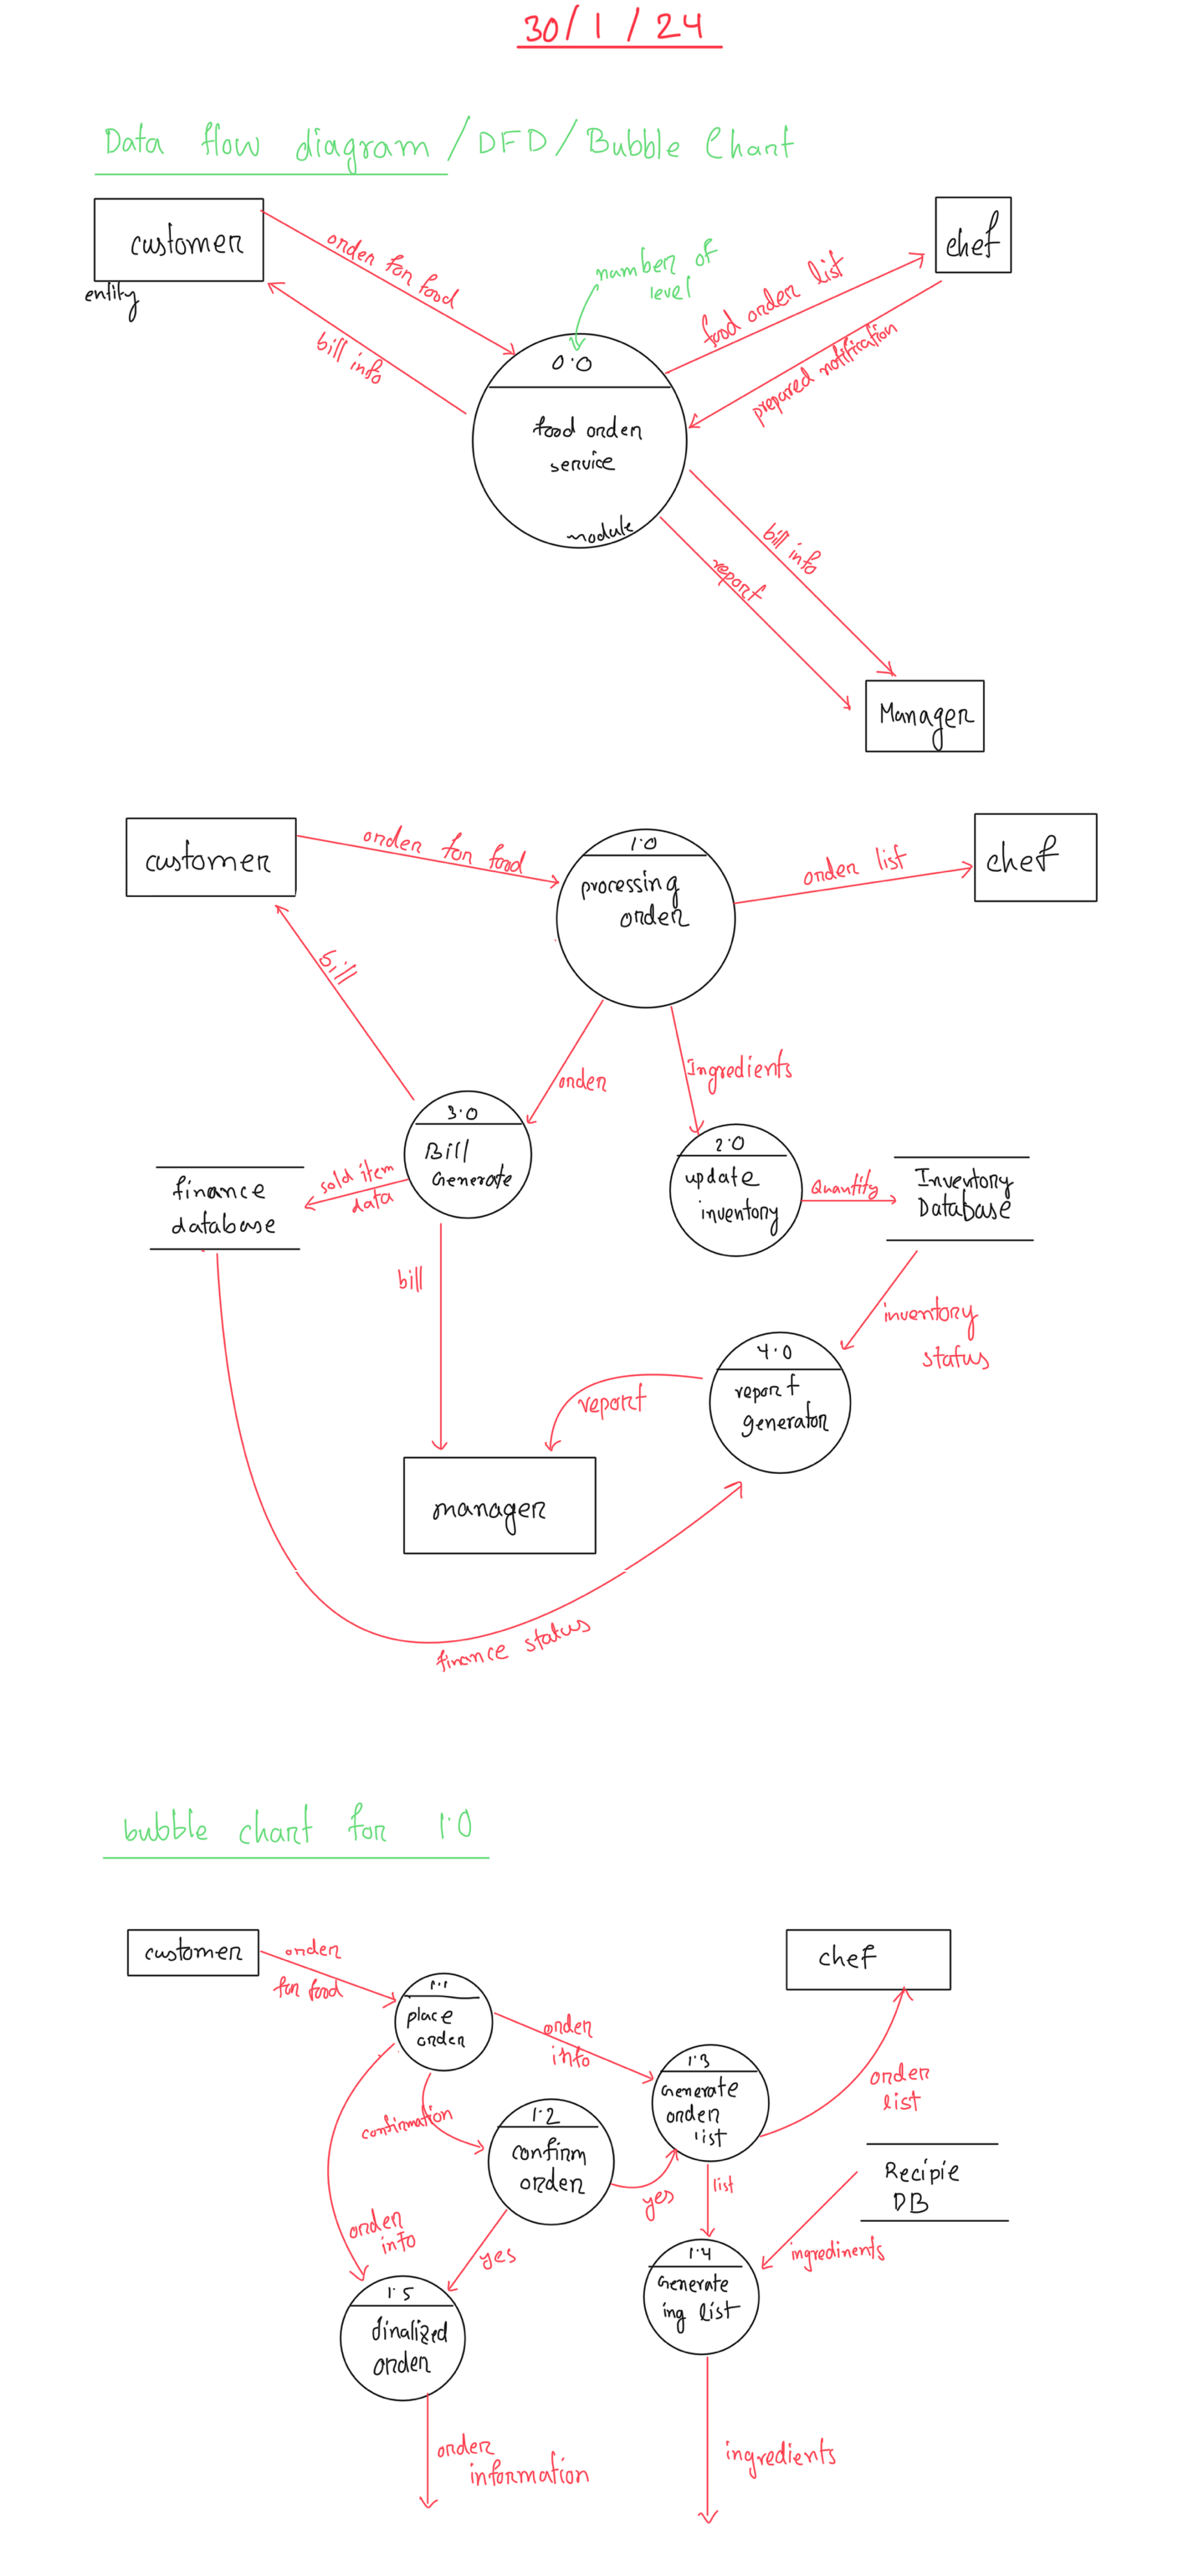 30/1/24
Data flow diagram/DFD/Bubble Chart
customer
entity
order for food
bill info
number of
level
0.0
food order
service
module
food order list
prepared notification
chef
bill info
report
Manager
customer
order for food
1.0
processing
order
order list
chef
bill
order
Ingredients
3.0
Bill
Generate
sold item
data
finance
database
2.0
update
inventory
Quantity
Inventory
Database
bill
inventory
status
4.0
report
generator
report
manager
finance status
bubble chart for 1.0
customer
order
for food
chef
1.1
place
order
order
info
1.3
Generate
order
list
order
list
confirmation
1.2
confirm
order
yes
list
Recipie
DB
order
info
yes
ingredinents
1.4
Generate
ing list
1.5
finalized
order
order
information
ingredients